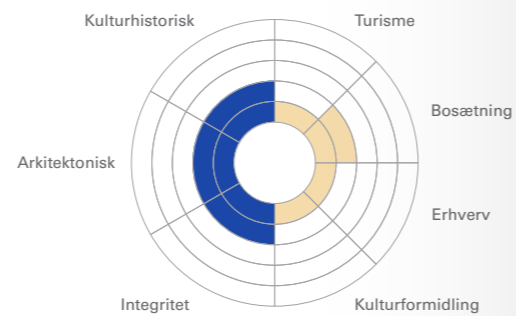 Kulturhistorisk
Turisme
Bosætning
Arkitektonisk
Erhverv
Integritet
Kulturformidling